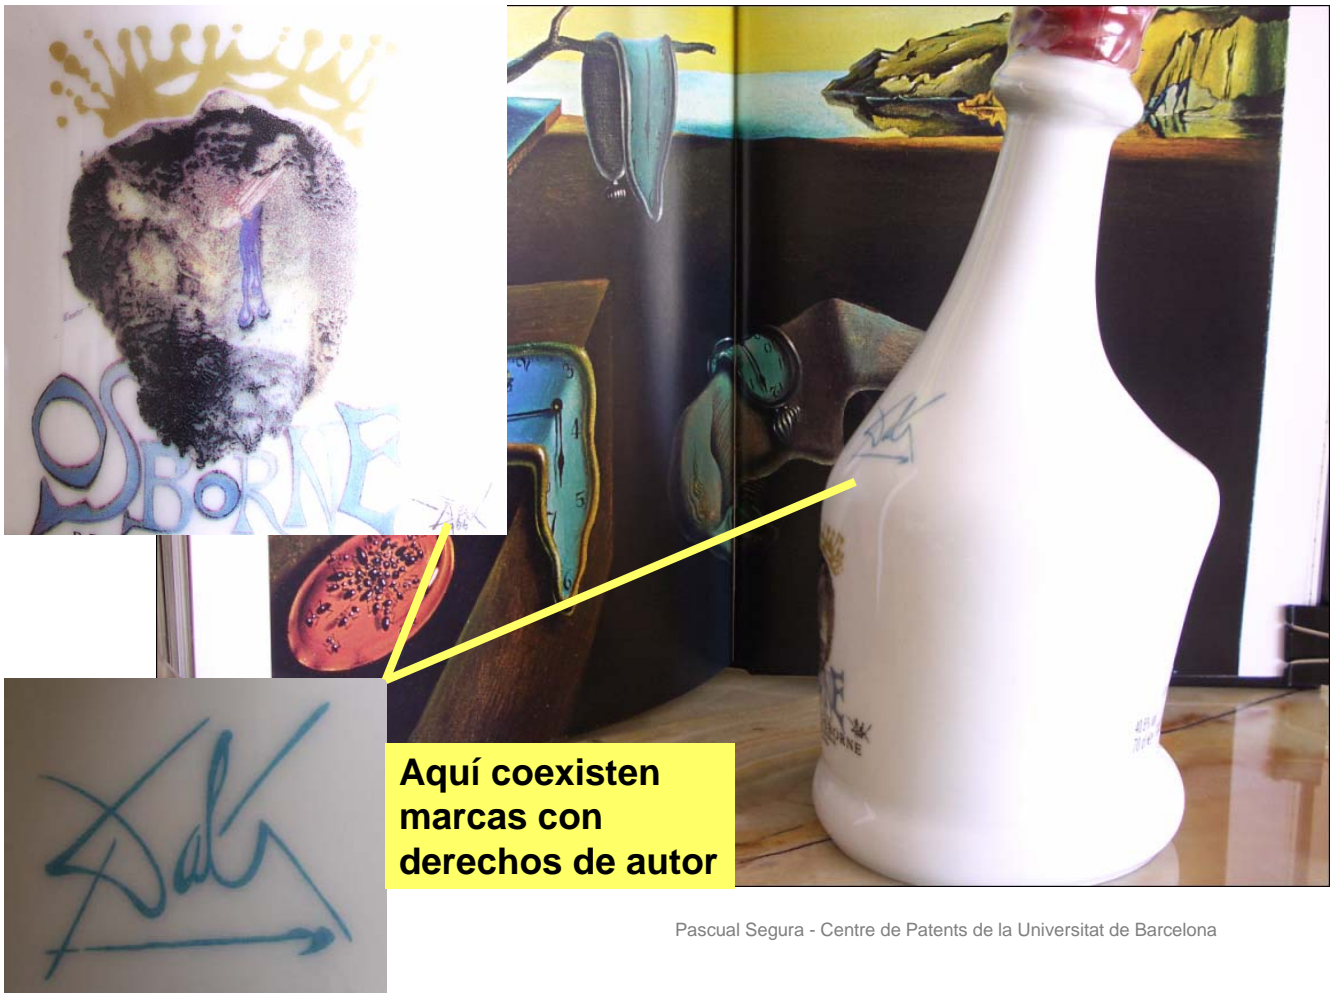 OSBORNE
Dalí
Aquí coexisten
marcas con
derechos de autor
Pascual Segura - Centre de Patents de la Universitat de Barcelona